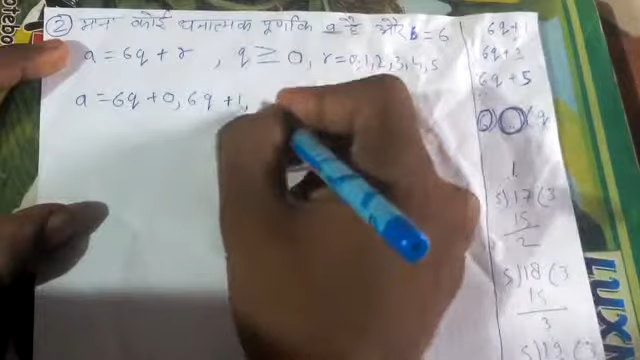 ② माना कोई धनात्मक पूर्णांक a है और b = 6
a = 6q + r , q ≥ 0, r = 0,1,2,3,4,5
a = 6q + 0, 6q + 1,
6q + 1
6q + 3
6q + 5
5)17(3
15
2
5)18(3
15
3
5)19(3
LUX